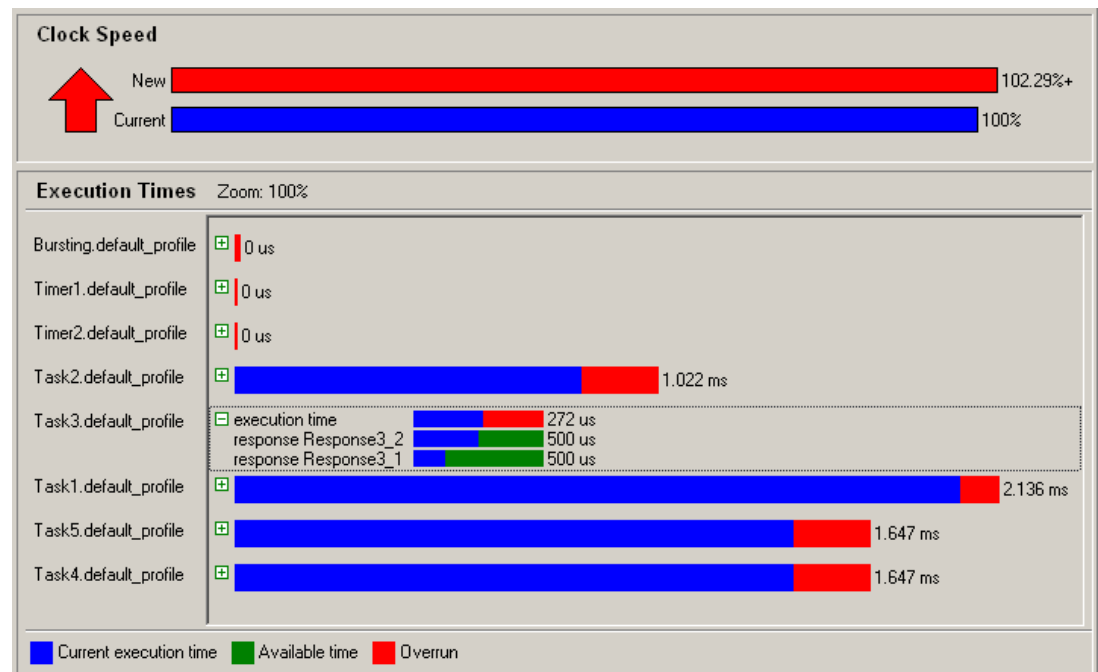 Clock Speed
New 102.29%+
Current 100%
Execution Times Zoom: 100%
Bursting.default_profile 0 us
Timer1.default_profile 0 us
Timer2.default_profile 0 us
Task2.default_profile 1.022 ms
Task3.default_profile execution time 272 us
response Response3_2 500 us
response Response3_1 500 us
Task1.default_profile 2.136 ms
Task5.default_profile 1.647 ms
Task4.default_profile 1.647 ms
Current execution time Available time Overrun